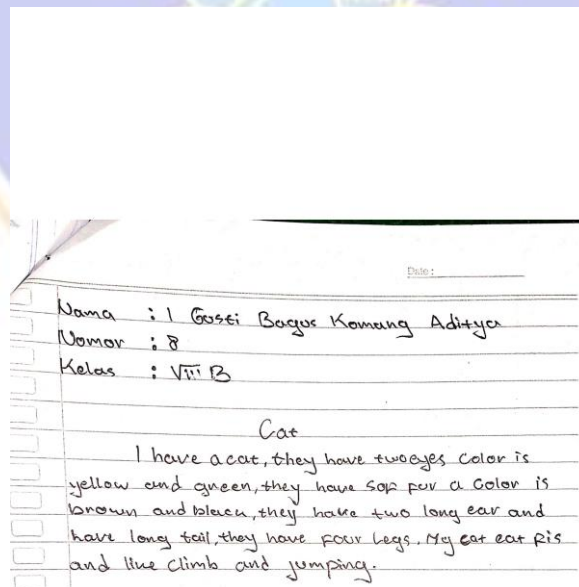 Date:
Nama : I Gusti Bagus Komang Aditya
Nomor : 8
Kelas : VIII B
Cat
I have a cat, they have two eyes color is
yellow and green, they have sof fur a color is
brown and black, they have two long ear and
have long tail, they have four legs, My cat eat fis
and like climb and jumping.